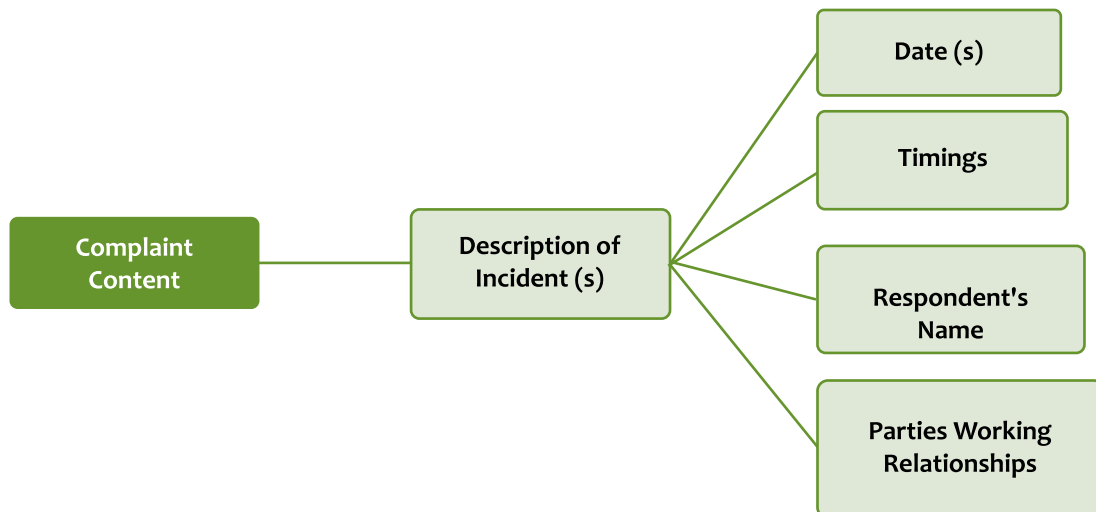 Complaint
Content
Description of
Incident (s)
Date (s)
Timings
Respondent's
Name
Parties Working
Relationships